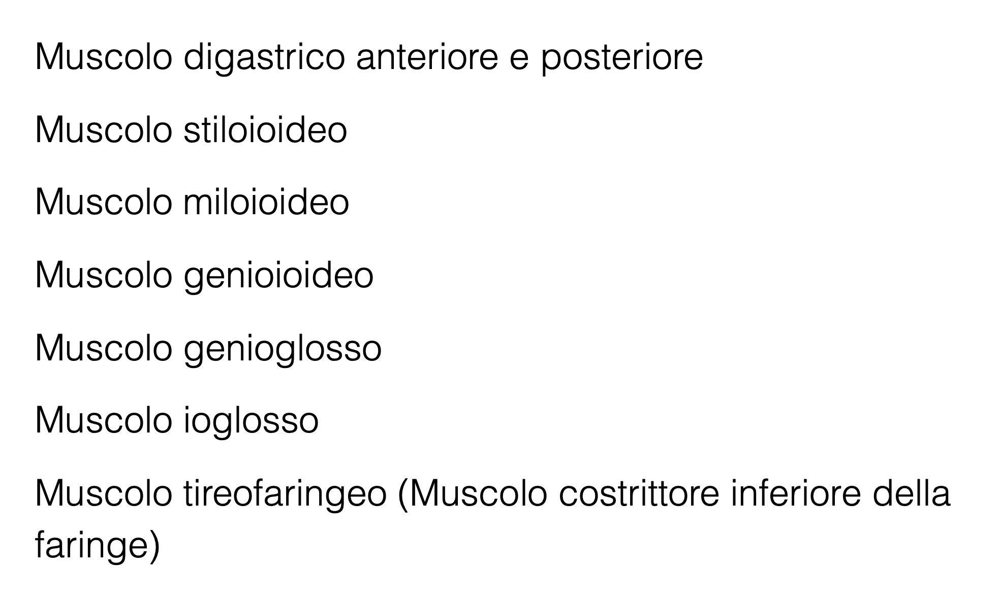 Muscolo digastrico anteriore e posteriore
Muscolo stiloioideo
Muscolo miloioideo
Muscolo genioioideo
Muscolo genioglosso
Muscolo ioglosso
Muscolo tireofaringeo (Muscolo costrittore inferiore della
faringe)